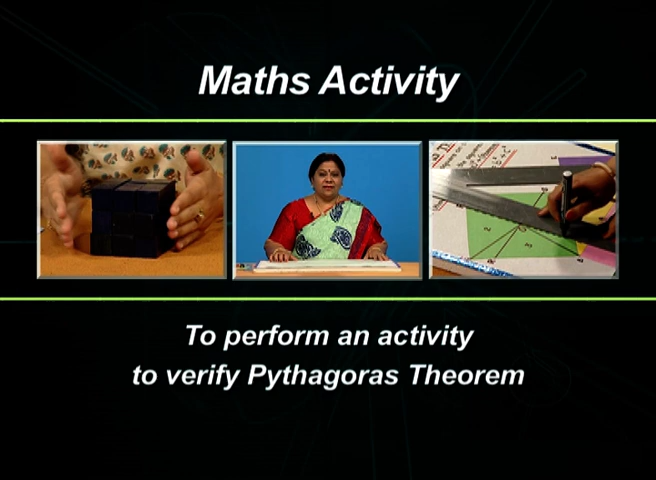 Maths Activity
To perform an activity
to verify Pythagoras Theorem